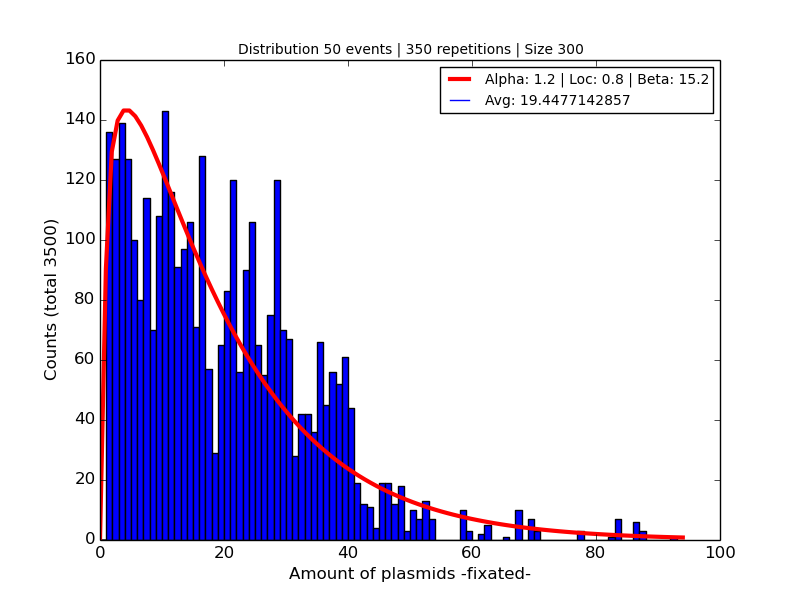 Distribution 50 events | 350 repetitions | Size 300
Alpha: 1.2 | Loc: 0.8 | Beta: 15.2
Avg: 19.4477142857
160
140
120
100
80
60
40
20
0
Counts (total 3500)
0 20 40 60 80 100
Amount of plasmids -fixated-